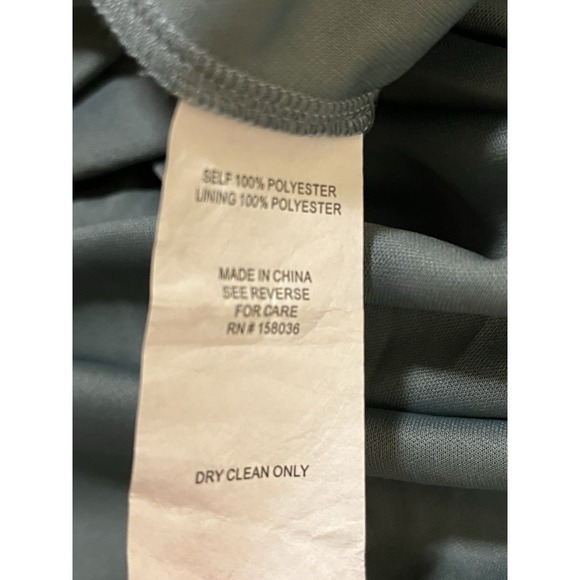 SELF 100% POLYESTER
LINING 100% POLYESTER
MADE IN CHINA
SEE REVERSE
FOR CARE
RN # 158036
DRY CLEAN ONLY